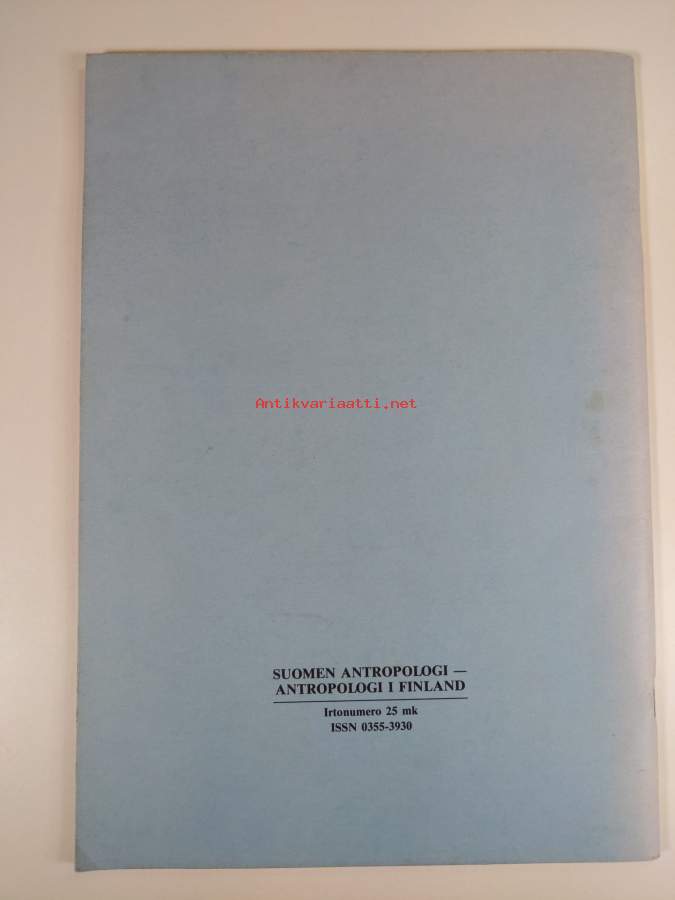 Antikvariaatti.net
SUOMEN ANTROPOLOGI —
ANTROPOLOGI I FINLAND
Irtonumero 25 mk
ISSN 0355-3930